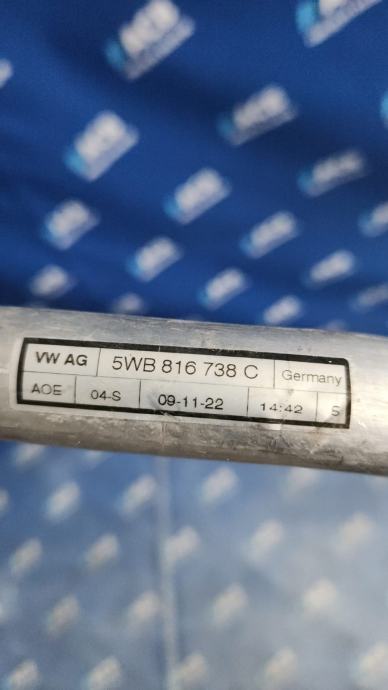 VW AG 5WB 816 738 C Germany
AOE 04-S 09-11-22 14:42 S